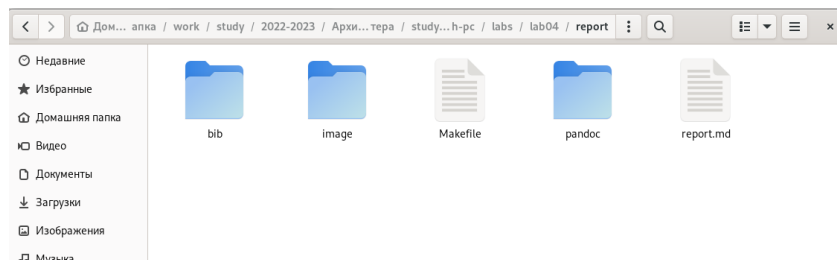 Дом... апка / work / study / 2022-2023 / Архи...тера / study...h-pc / labs / lab04 / report
Недавние
Избранные
Домашняя папка
Видео
Документы
Загрузки
Изображения
Музыка
bib
image
Makefile
pandoc
report.md